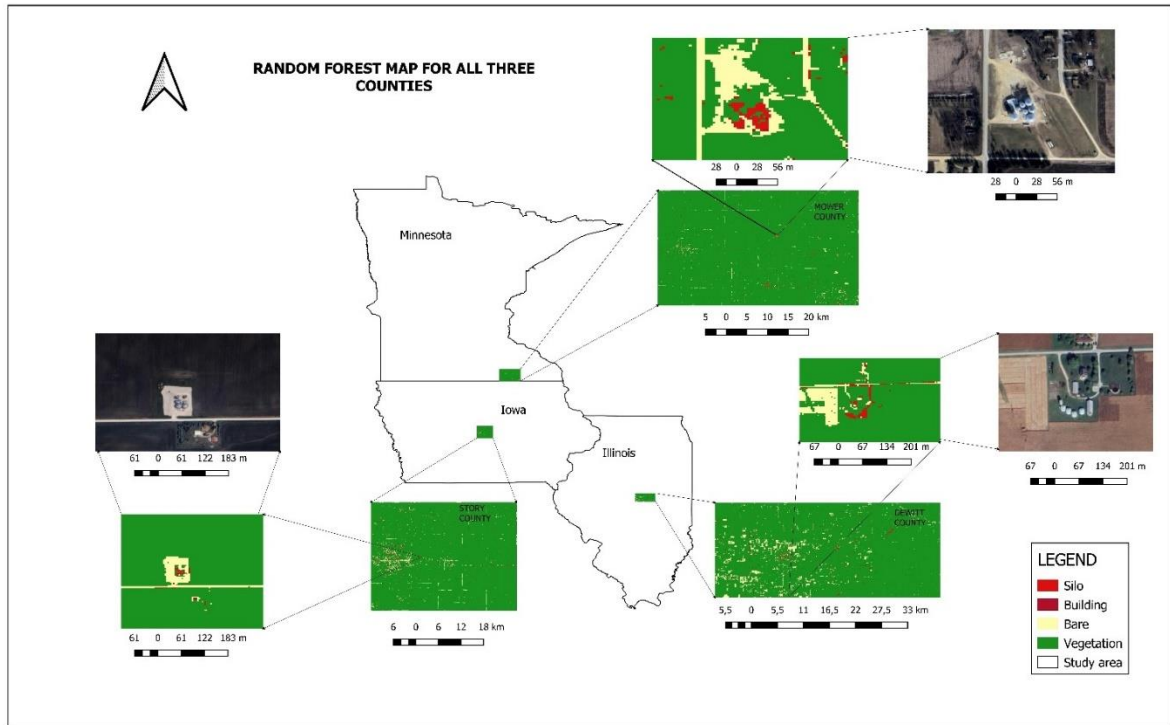 RANDOM FOREST MAP FOR ALL THREE
COUNTIES
28 0 28 56 m
28 0 28 56 m
MOWER
COUNTY
Minnesota
5 0 5 10 15 20 km
Iowa
Illinois
61 0 61 122 183 m
67 0 67 134 201 m
67 0 67 134 201 m
STORY
COUNTY
DEWITT
COUNTY
61 0 61 122 183 m
6 0 6 12 18 km
5,5 0 5,5 11 16,5 22 27,5 33 km
LEGEND
Silo
Building
Bare
Vegetation
Study area